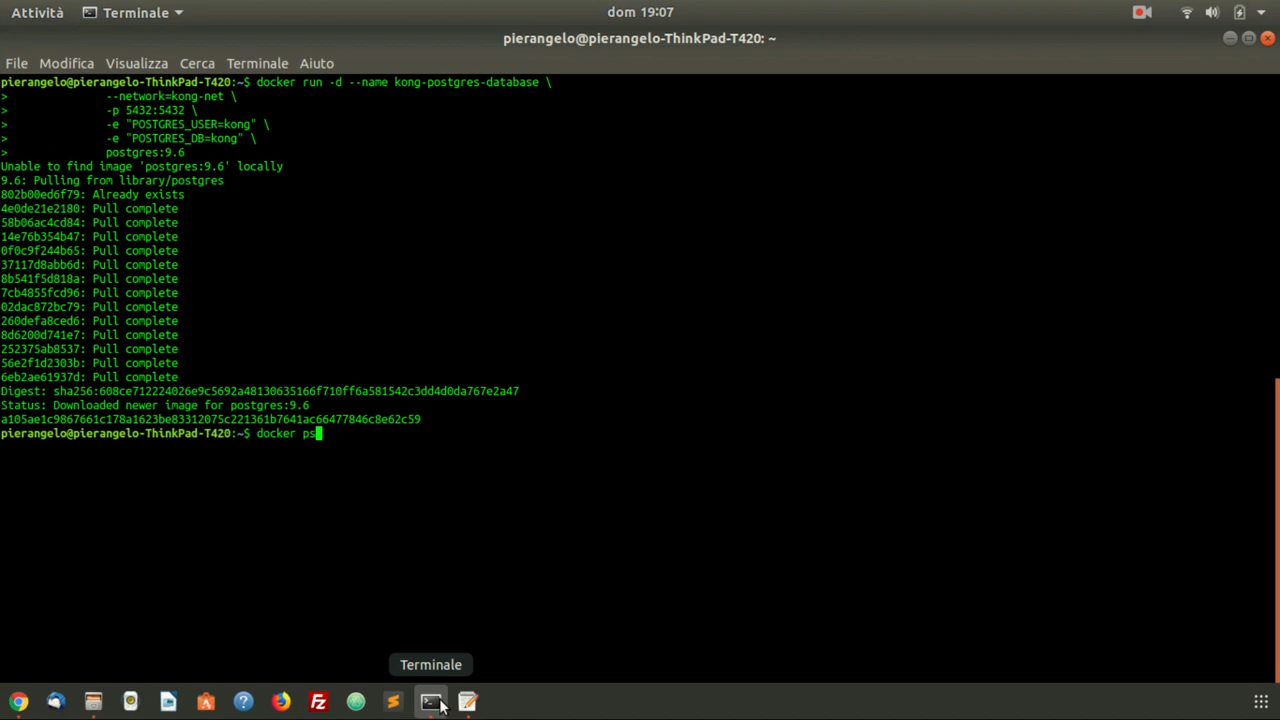 Attività Terminale dom 19:07
pierangelo@pierangelo-ThinkPad-T420: ~
File Modifica Visualizza Cerca Terminale Aiuto
pierangelo@pierangelo-ThinkPad-T420:~$ docker run -d --name kong-postgres-database \
> --network=kong-net \
> -p 5432:5432 \
> -e "POSTGRES_USER=kong" \
> -e "POSTGRES_DB=kong" \
> postgres:9.6
Unable to find image 'postgres:9.6' locally
9.6: Pulling from library/postgres
802b00ed6f79: Already exists
4e0de21e2180: Pull complete
58b06ac4cd84: Pull complete
14e76b354b47: Pull complete
0f0c9f244b65: Pull complete
37117d8abb6d: Pull complete
8b541f5d818a: Pull complete
7cb4855fcd96: Pull complete
02dac872bc79: Pull complete
260defa8ced6: Pull complete
8d6200d741e7: Pull complete
252375ab8537: Pull complete
56e2f1d2303b: Pull complete
6eb2ae61937d: Pull complete
Digest: sha256:608ce712224026e9c5692a48130635166f710ff6a581542c3dd4d0da767e2a47
Status: Downloaded newer image for postgres:9.6
a105ae1c9867661c178a1623be83312075c221361b7641ac66477846c8e62c59
pierangelo@pierangelo-ThinkPad-T420:~$ docker ps
Terminale